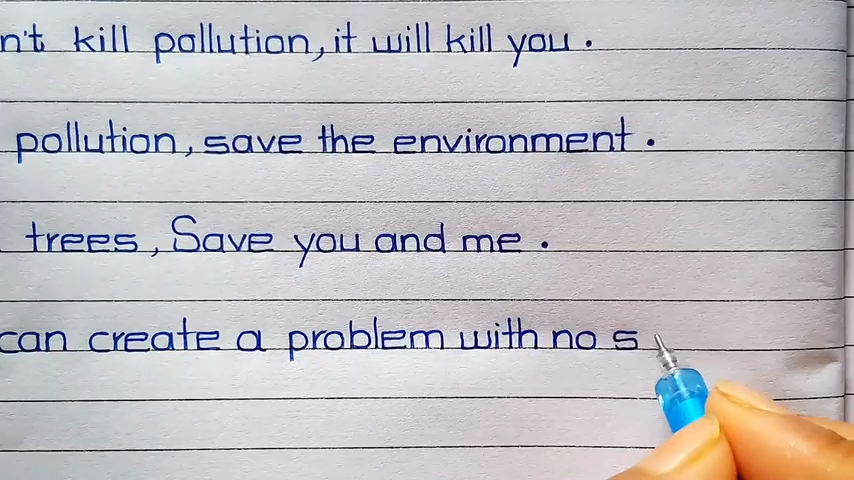 n't kill pollution, it will kill you.
pollution, save the environment.
trees, Save you and me.
can create a problem with no s